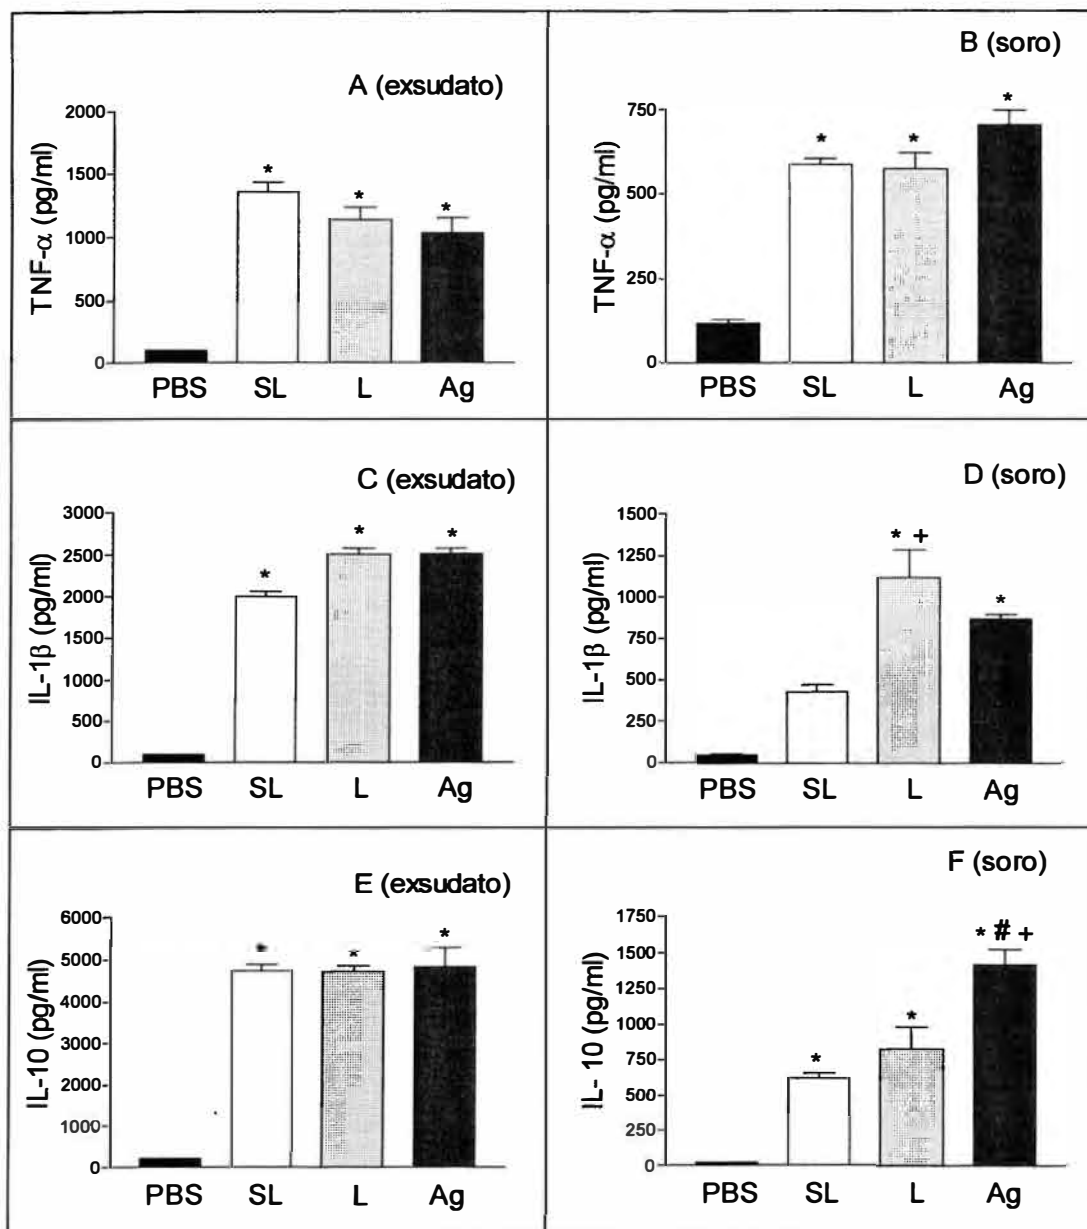 A (exsudato)
TNF-α (pg/ml)
2000
1500
1000
500
0
*
*
*
PBS SL L Ag
B (soro)
TNF-α (pg/ml)
750
500
250
0
*
*
*
PBS SL L Ag
C (exsudato)
IL-1β (pg/ml)
3000
2500
2000
1500
1000
500
0
*
*
*
PBS SL L Ag
D (soro)
IL-1β (pg/ml)
1500
1250
1000
750
500
250
0
* +
*
PBS SL L Ag
E (exsudato)
IL-10 (pg/ml)
6000
5000
4000
3000
2000
1000
0
*
*
*
PBS SL L Ag
F (soro)
IL- 10 (pg/ml)
1750
1500
1250
1000
750
500
250
0
*
*
* # +
PBS SL L Ag